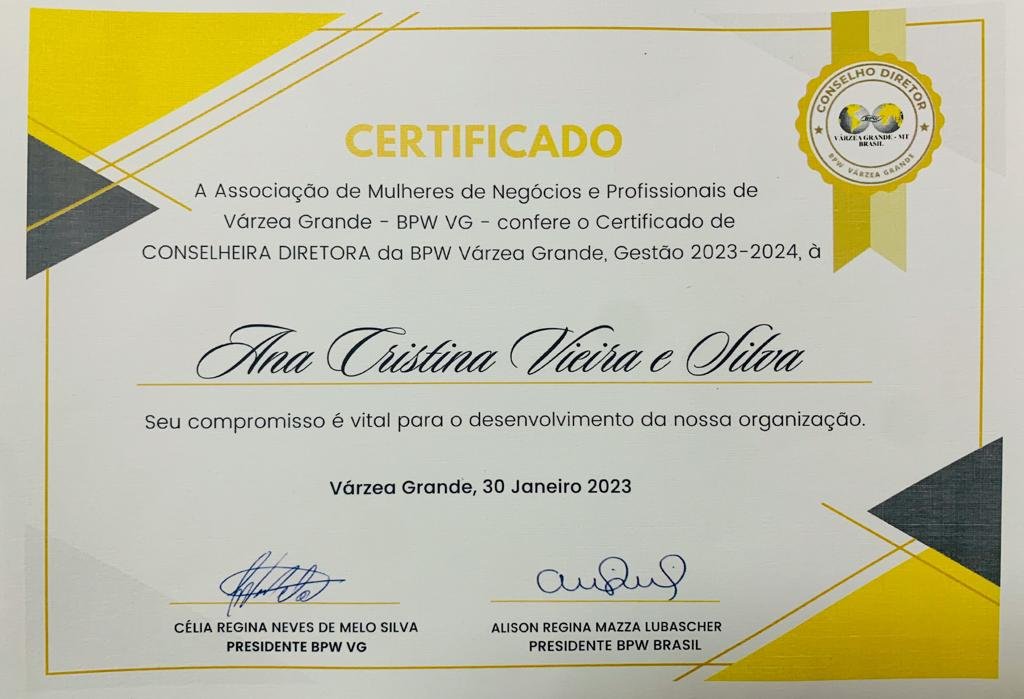 CONSELHO DIRETOR
BPW
VÁRZEA GRANDE - MT
BRASIL
BPW VÁRZEA GRANDE
CERTIFICADO
A Associação de Mulheres de Negócios e Profissionais de
Várzea Grande - BPW VG - confere o Certificado de
CONSELHEIRA DIRETORA da BPW Várzea Grande, Gestão 2023-2024, à
Ana Cristina Vieira e Silva
Seu compromisso é vital para o desenvolvimento da nossa organização.
Várzea Grande, 30 Janeiro 2023
CÉLIA REGINA NEVES DE MELO SILVA
PRESIDENTE BPW VG
ALISON REGINA MAZZA LUBASCHER
PRESIDENTE BPW BRASIL